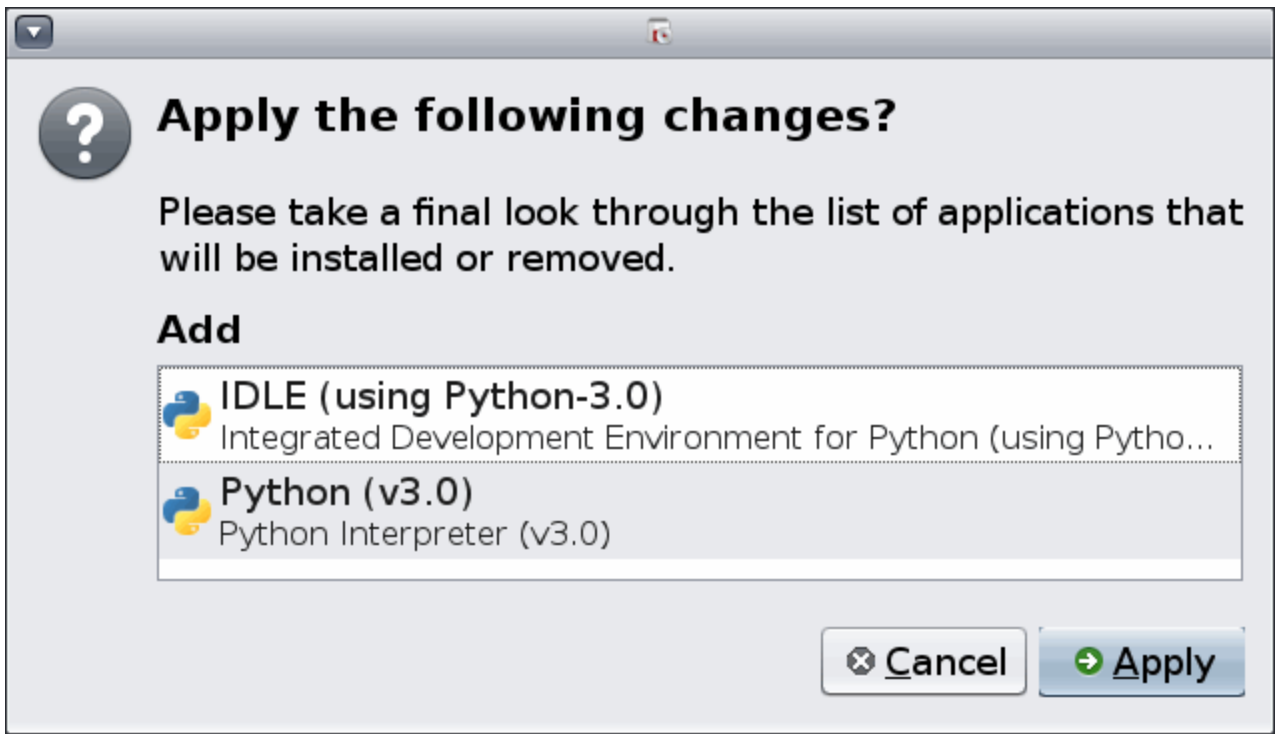 Apply the following changes?
Please take a final look through the list of applications that
will be installed or removed.
Add
IDLE (using Python-3.0)
Integrated Development Environment for Python (using Pytho...
Python (v3.0)
Python Interpreter (v3.0)
Cancel
Apply